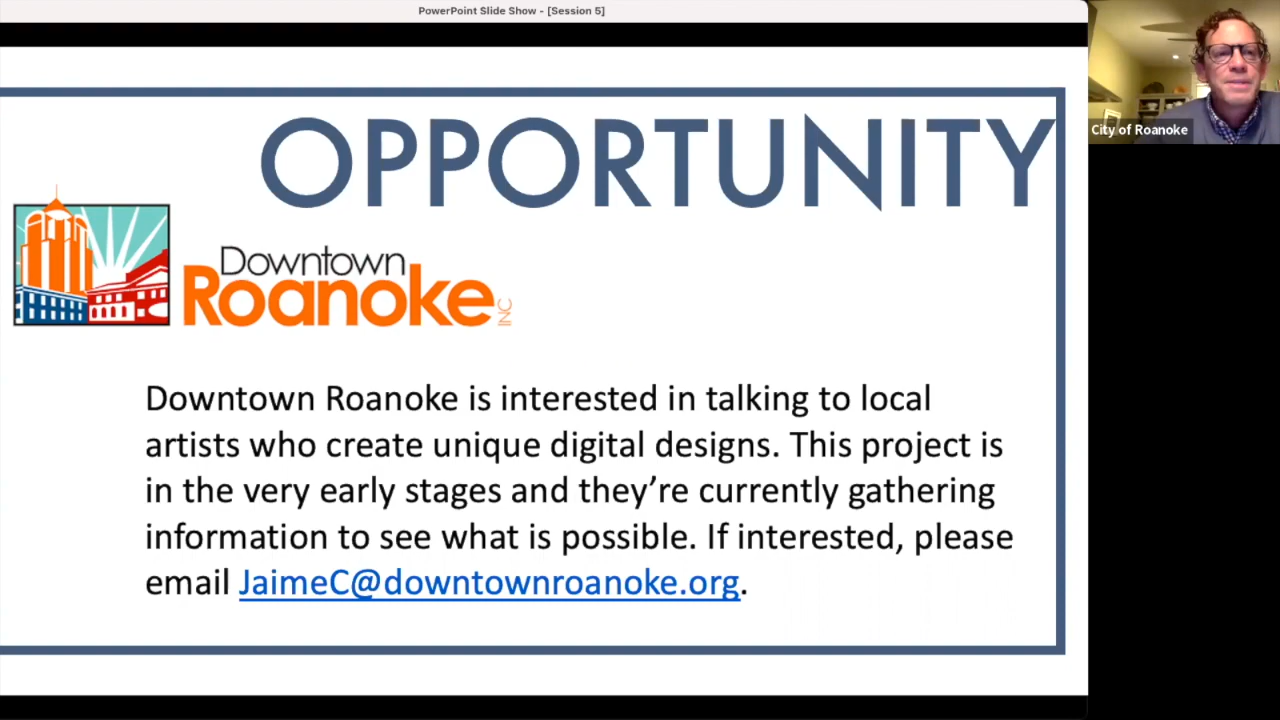 PowerPoint Slide Show - [Session 5]
City of Roanoke
OPPORTUNITY
Downtown
Roanoke
INC
Downtown Roanoke is interested in talking to local
artists who create unique digital designs. This project is
in the very early stages and they’re currently gathering
information to see what is possible. If interested, please
email JaimeC@downtownroanoke.org.